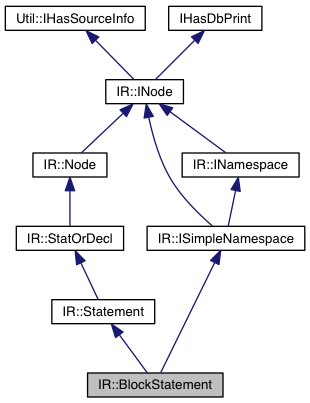 Util::IHasSourceInfo
IHasDbPrint
IR::INode
IR::Node
IR::INamespace
IR::StatOrDecl
IR::ISimpleNamespace
IR::Statement
IR::BlockStatement